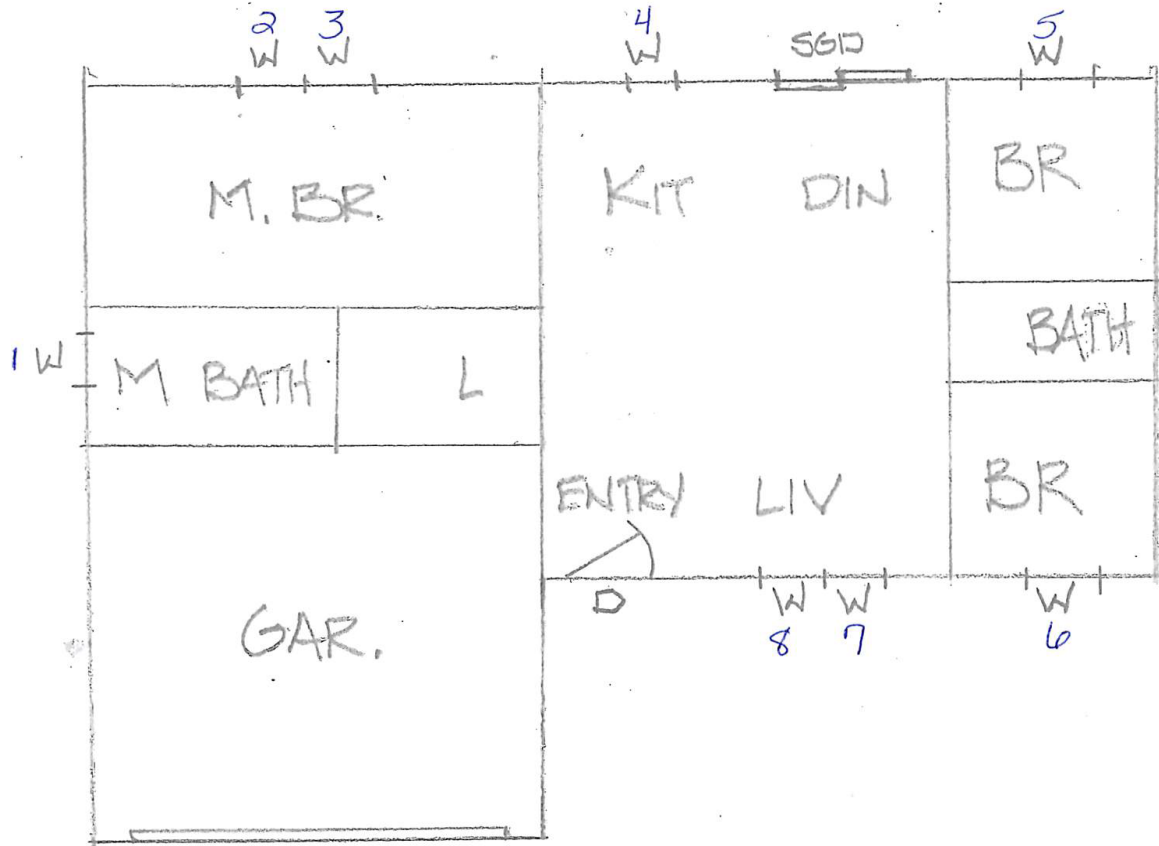 2 3 4 5
W W W SGD W
M. BR. KIT DIN BR
1 W M BATH L BATH
ENTRY LIV BR
D W W W
GAR. 8 7 6